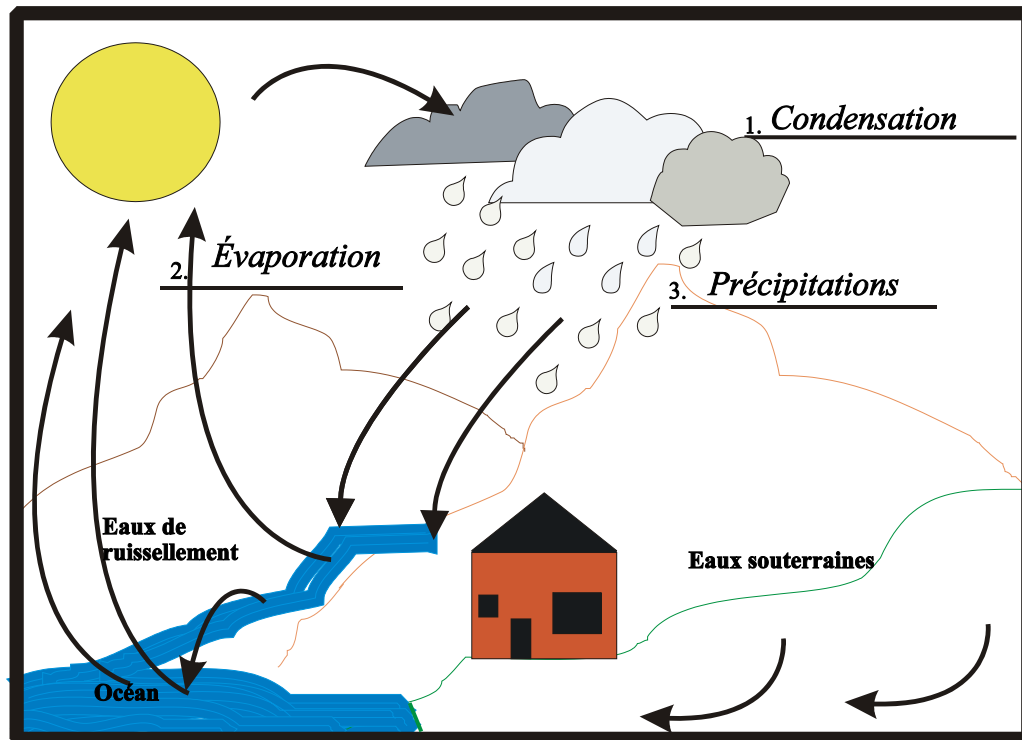 1. Condensation
2. Évaporation
3. Précipitations
Eaux de
ruissellement
Eaux souterraines
Océan